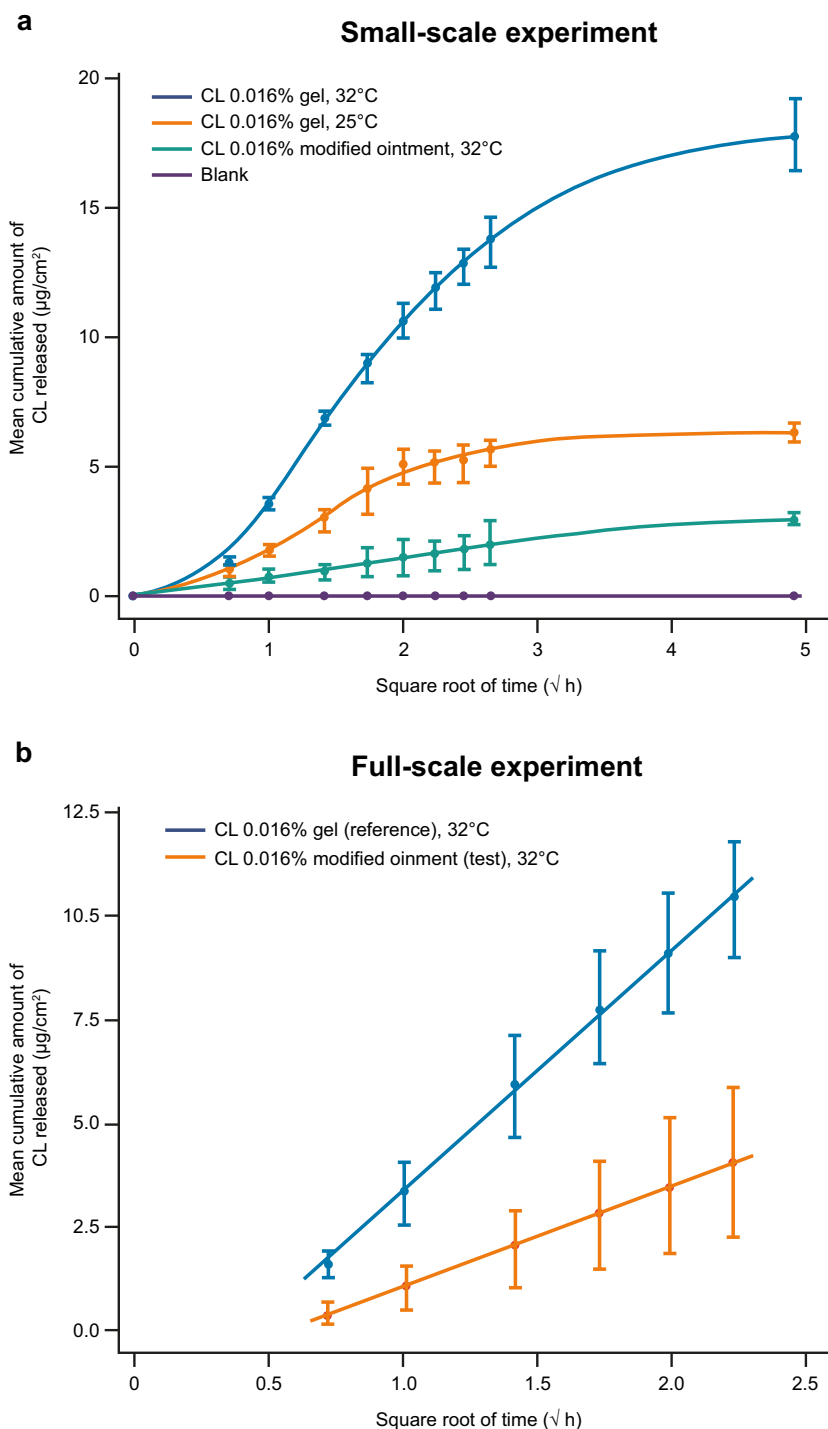 a
Small-scale experiment
20
15
10
5
0
Mean cumulative amount of
CL released (µg/cm²)
CL 0.016% gel, 32°C
CL 0.016% gel, 25°C
CL 0.016% modified ointment, 32°C
Blank
0 1 2 3 4 5
Square root of time (√ h)
b
Full-scale experiment
12.5
10.5
7.5
5.0
2.5
0.0
Mean cumulative amount of
CL released (µg/cm²)
CL 0.016% gel (reference), 32°C
CL 0.016% modified oinment (test), 32°C
0 0.5 1.0 1.5 2.0 2.5
Square root of time (√ h)